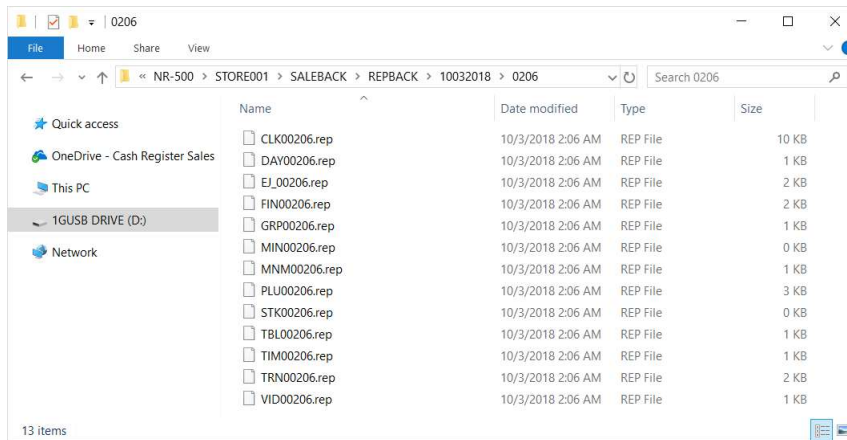 0206
File Home Share View
« NR-500 > STORE001 > SALEBACK > REPBACK > 10032018 > 0206 Search 0206
Name Date modified Type Size
Quick access
OneDrive - Cash Register Sales
This PC
1GUSB DRIVE (D:)
Network
CLK00206.rep 10/3/2018 2:06 AM REP File 10 KB
DAY00206.rep 10/3/2018 2:06 AM REP File 1 KB
EJ_00206.rep 10/3/2018 2:06 AM REP File 2 KB
FIN00206.rep 10/3/2018 2:06 AM REP File 2 KB
GRP00206.rep 10/3/2018 2:06 AM REP File 1 KB
MIN00206.rep 10/3/2018 2:06 AM REP File 0 KB
MNM00206.rep 10/3/2018 2:06 AM REP File 1 KB
PLU00206.rep 10/3/2018 2:06 AM REP File 3 KB
STK00206.rep 10/3/2018 2:06 AM REP File 0 KB
TBL00206.rep 10/3/2018 2:06 AM REP File 1 KB
TIM00206.rep 10/3/2018 2:06 AM REP File 1 KB
TRN00206.rep 10/3/2018 2:06 AM REP File 2 KB
VID00206.rep 10/3/2018 2:06 AM REP File 1 KB
13 items